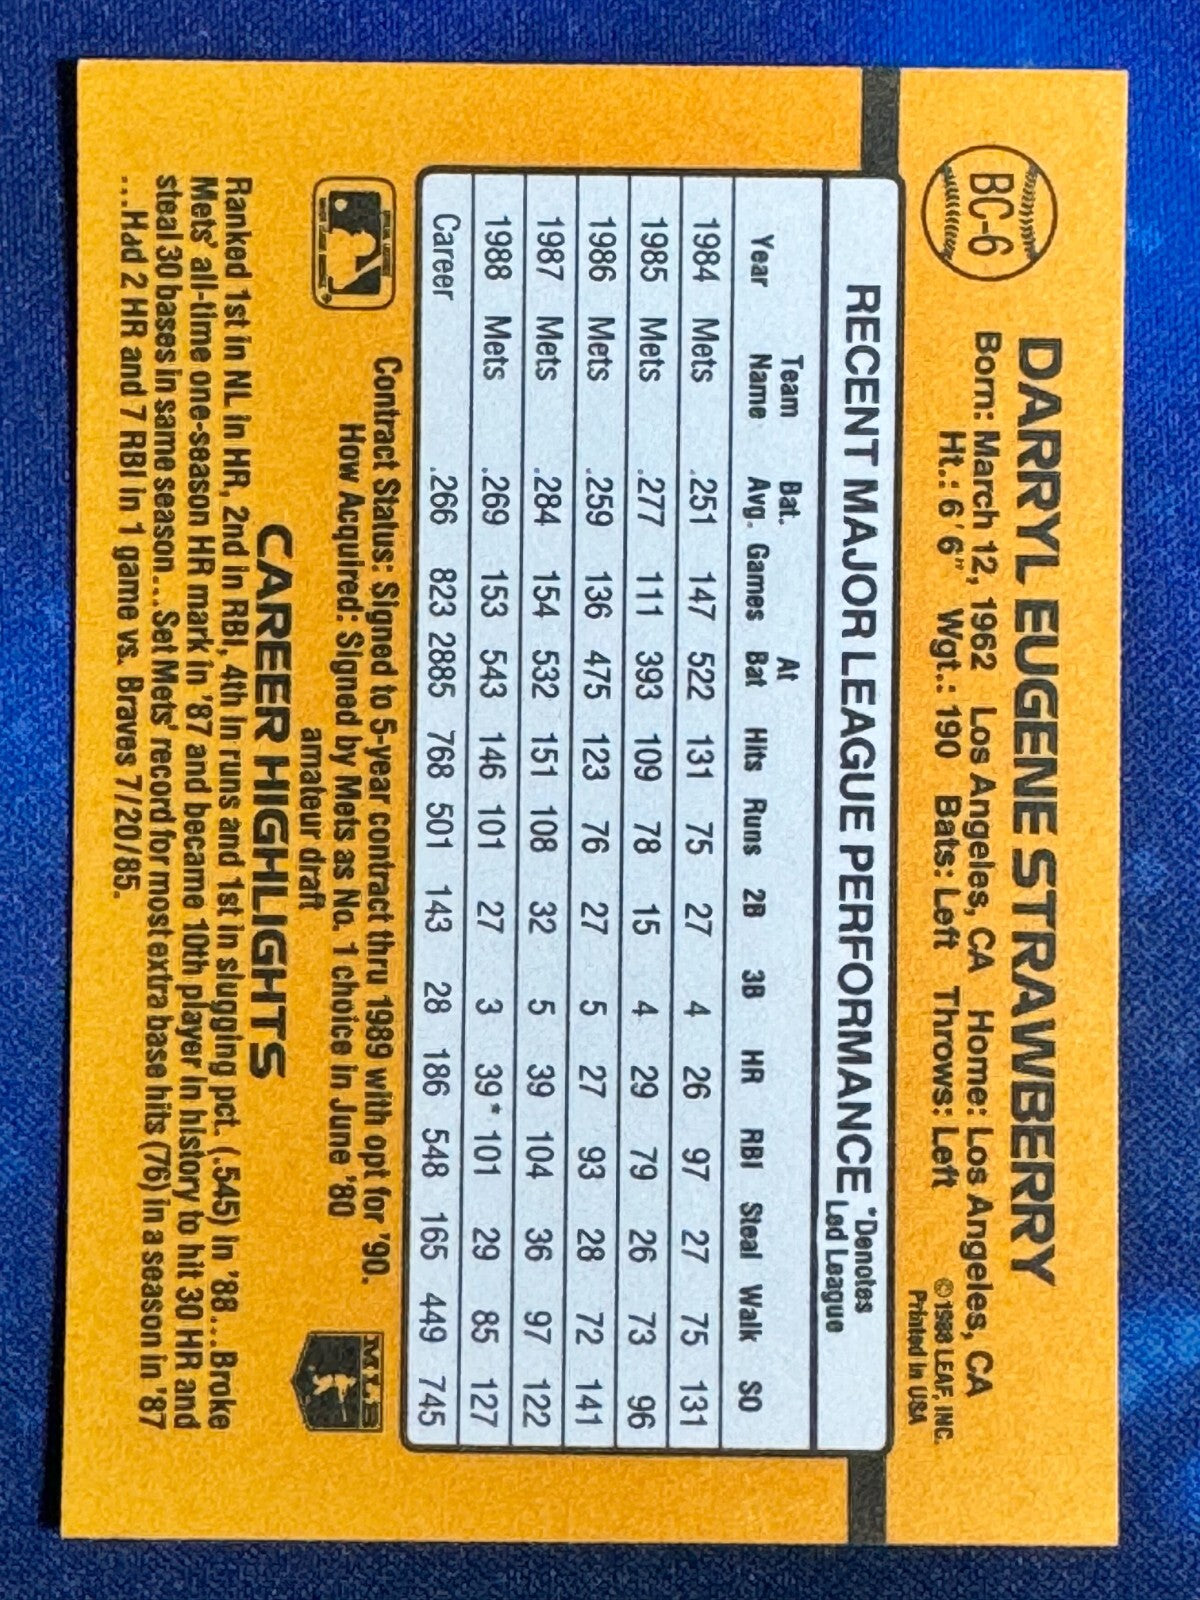 BC-6
DARRYL EUGENE STRAWBERRY
Born: March 12, 1962 Los Angeles, CA Home: Los Angeles, CA
Ht.: 6'6" Wgt.: 190 Bats: Left Throws: Left
©1988 LEAF, INC.
Printed in USA
RECENT MAJOR LEAGUE PERFORMANCE
*Denotes
Led League
Team Bat. At
Year Name Avg. Games Bat Hits Runs 2B 3B HR RBI Steal Walk SO
1984 Mets .251 147 522 131 75 27 4 26 97 27 75 131
1985 Mets .277 111 393 109 78 15 4 29 79 26 73 96
1986 Mets .259 136 475 123 76 27 5 27 93 28 72 141
1987 Mets .284 154 532 151 108 32 5 39 104 36 97 122
1988 Mets .269 153 543 146 101 27 3 39* 101 29 85 127
Career .266 823 2885 768 501 143 28 186 548 165 449 745
Contract Status: Signed to 5-year contract thru 1989 with opt for '90.
How Acquired: Signed by Mets as No. 1 choice in June '80
amateur draft
MLB
CAREER HIGHLIGHTS
Ranked 1st in NL in HR, 2nd in RBI, 4th in runs and 1st in slugging pct. (.545) in '88...Broke
Mets' all-time one-season HR mark in '87 and became 10th player in history to hit 30 HR and
steal 30 bases in same season...Set Mets' record for most extra base hits (76) in a season in '87
...Had 2 HR and 7 RBI in 1 game vs. Braves 7/20/85.